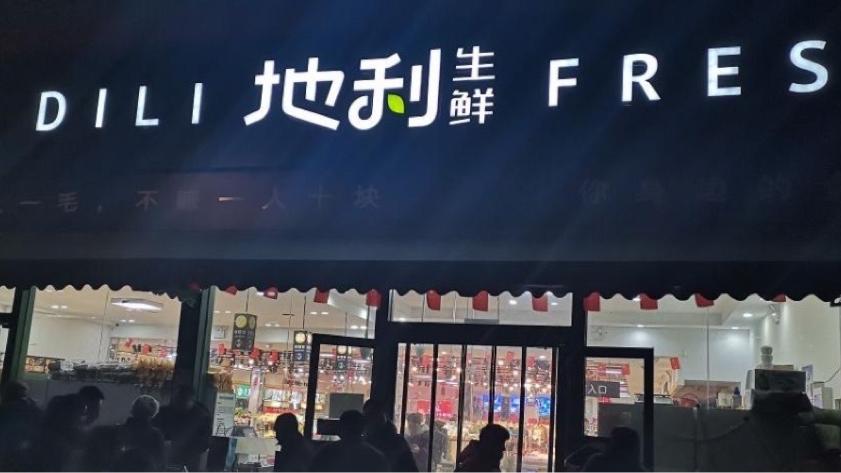 DILI 地利生鲜 FRES
一毛，不赚一人十块
你身边的
入口